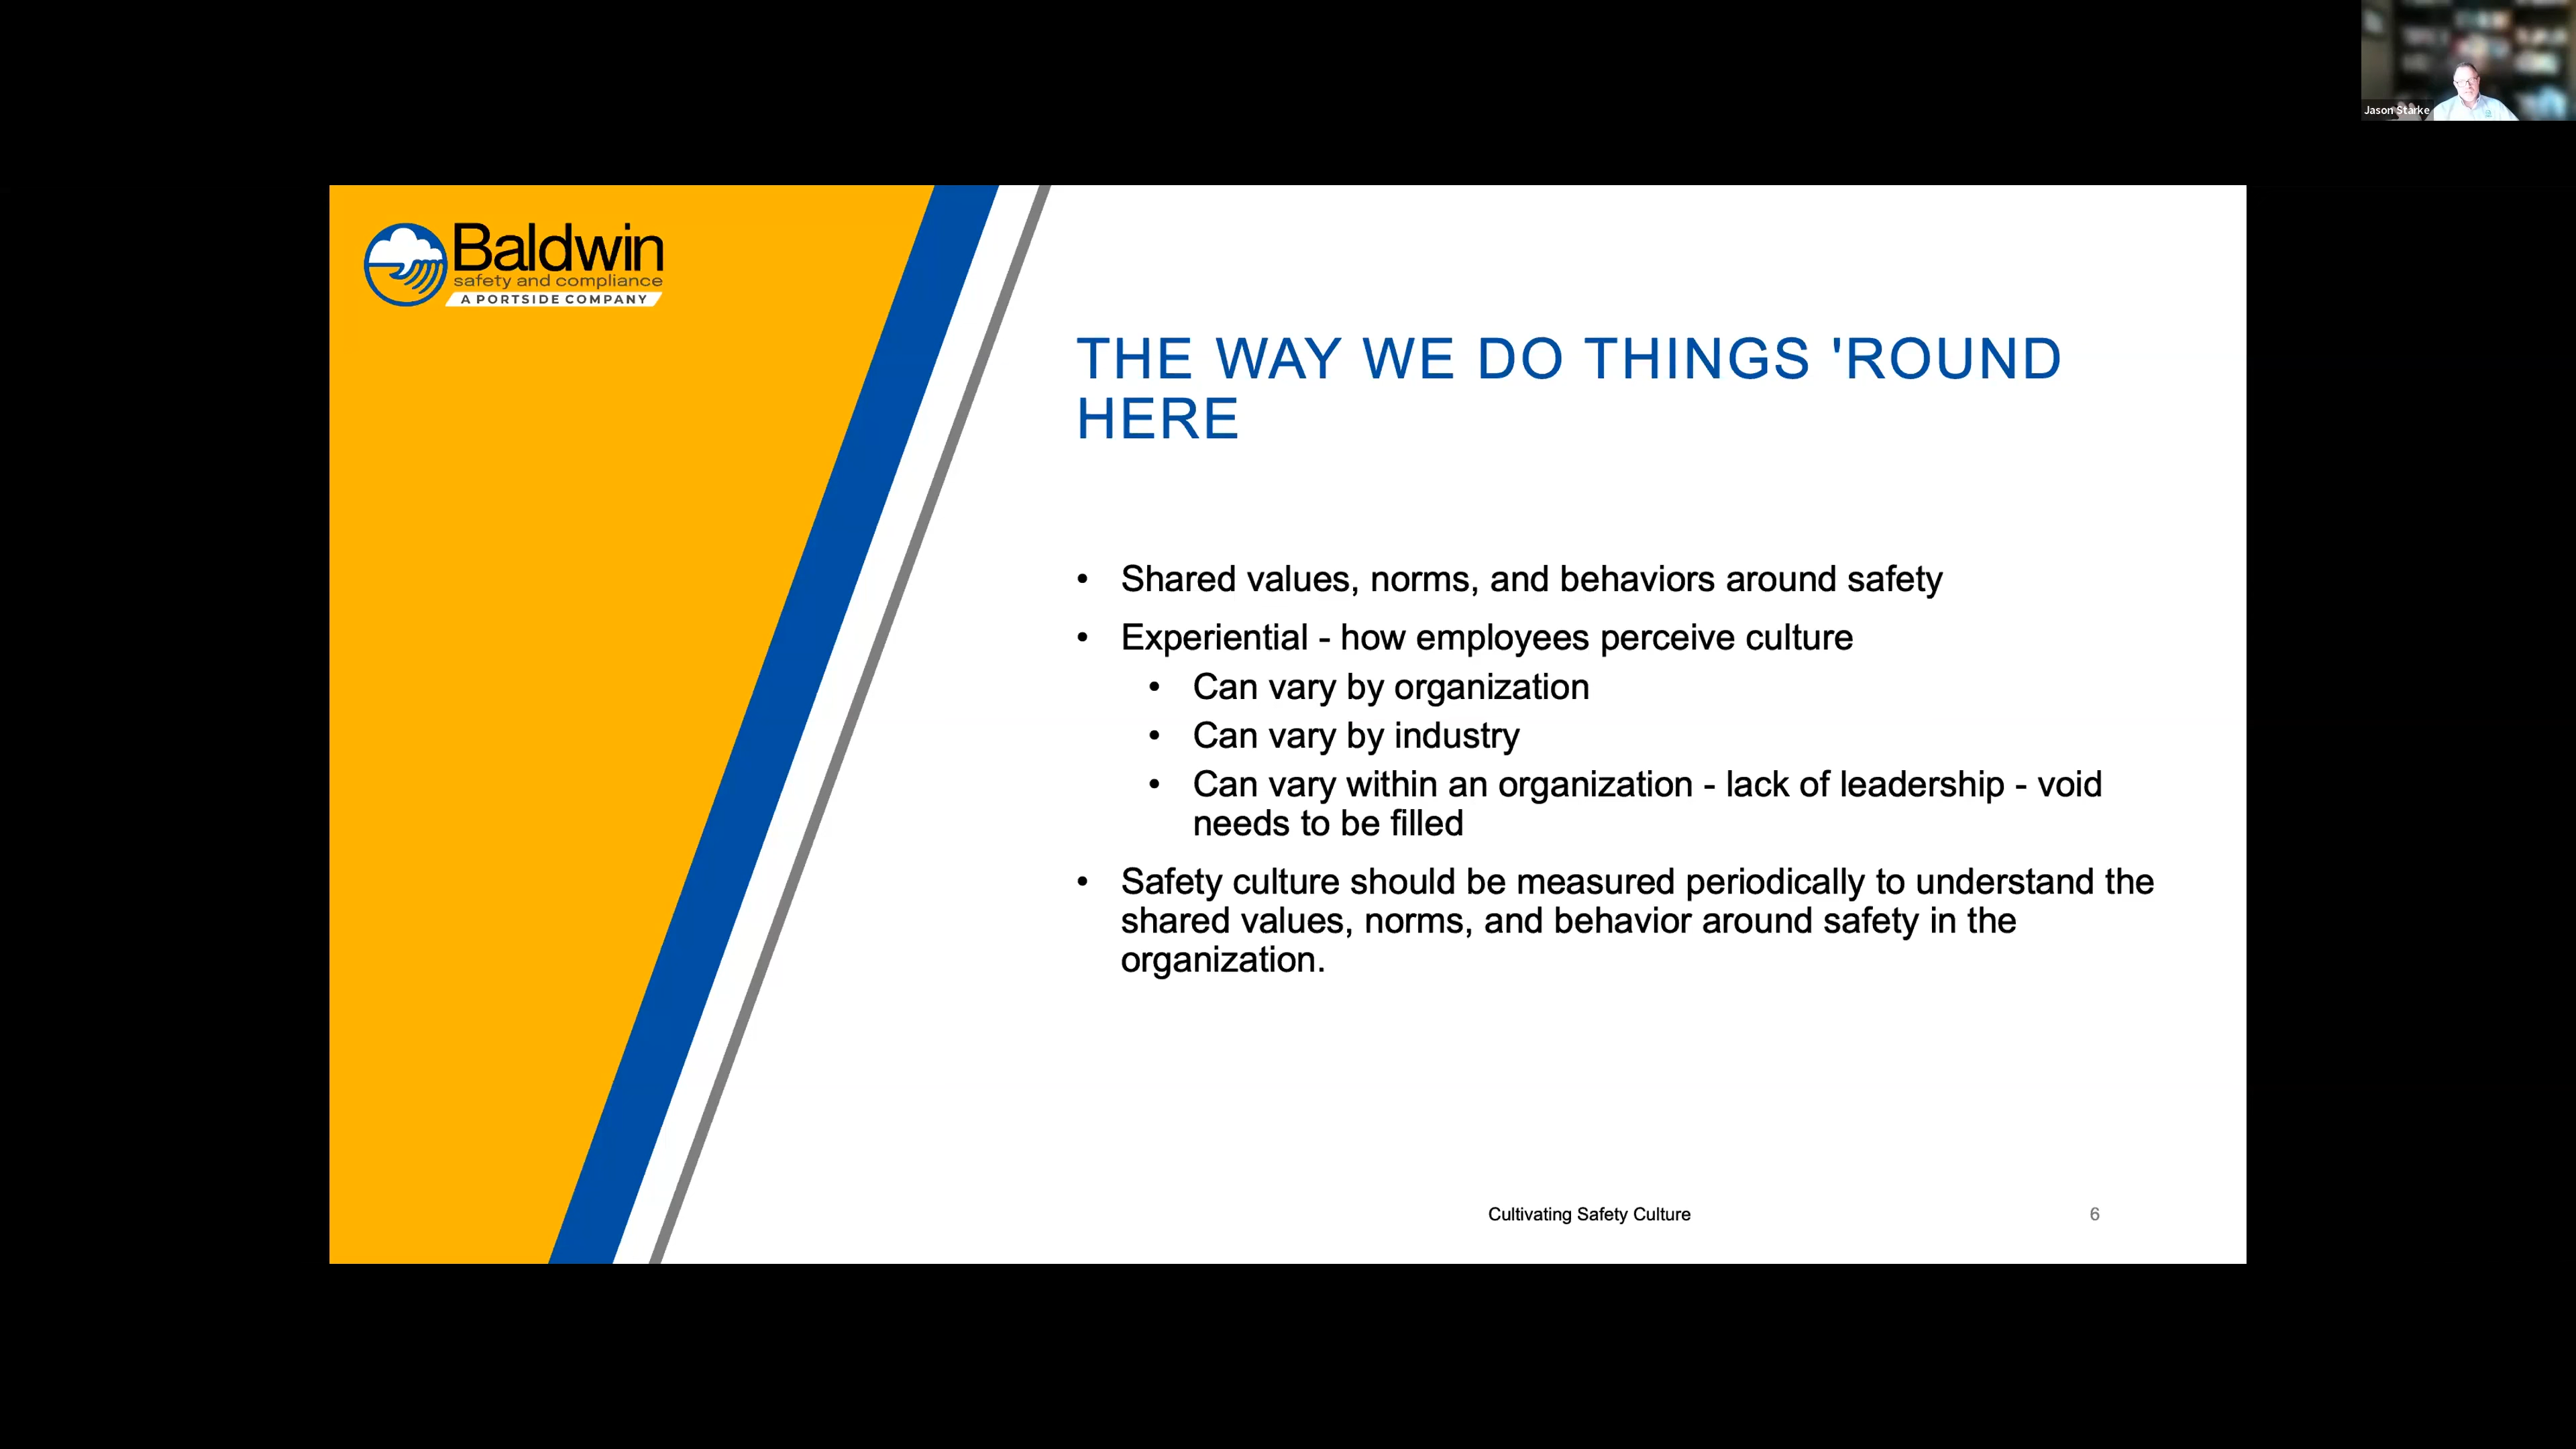 Jason Starke
Baldwin
safety and compliance
A PORTSIDE COMPANY
THE WAY WE DO THINGS 'ROUND
HERE
• Shared values, norms, and behaviors around safety
• Experiential - how employees perceive culture
• Can vary by organization
• Can vary by industry
• Can vary within an organization - lack of leadership - void
needs to be filled
• Safety culture should be measured periodically to understand the
shared values, norms, and behavior around safety in the
organization.
Cultivating Safety Culture
6